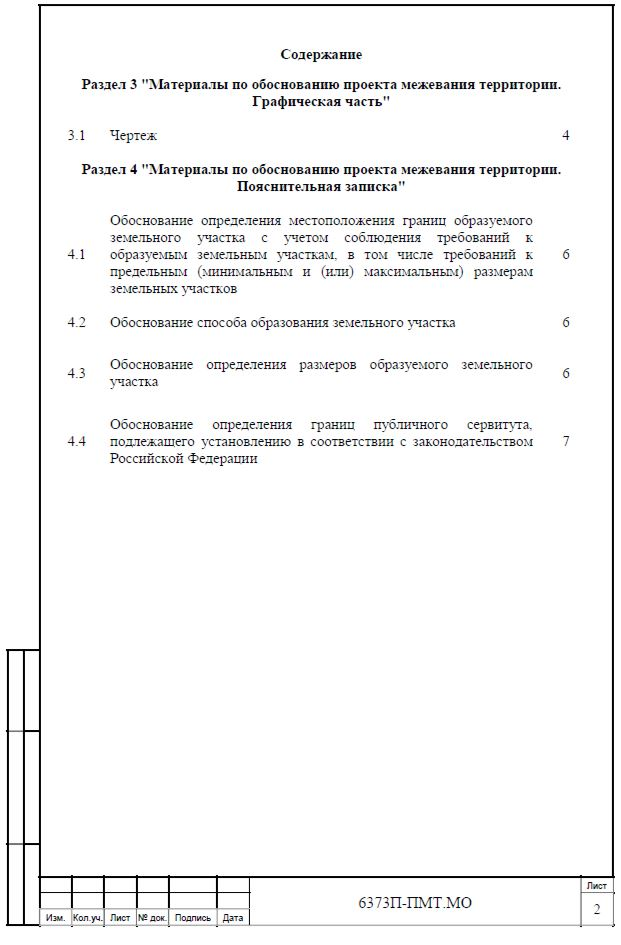 Содержание
Раздел 3 "Материалы по обоснованию проекта межевания территории.
Графическая часть"
3.1 Чертеж 4
Раздел 4 "Материалы по обоснованию проекта межевания территории.
Пояснительная записка"
Обоснование определения местоположения границ образуемого
земельного участка с учетом соблюдения требований к
4.1 образуемым земельным участкам, в том числе требований к 6
предельным (минимальным и (или) максимальным) размерам
земельных участков
4.2 Обоснование способа образования земельного участка 6
Обоснование определения размеров образуемого земельного
4.3 участка 6
Обоснование определения границ публичного сервитута,
4.4 подлежащего установлению в соответствии с законодательством 7
Российской Федерации
6373П-ПМТ.МО
Лист
2
Изм. Кол.уч. Лист № док. Подпись Дата